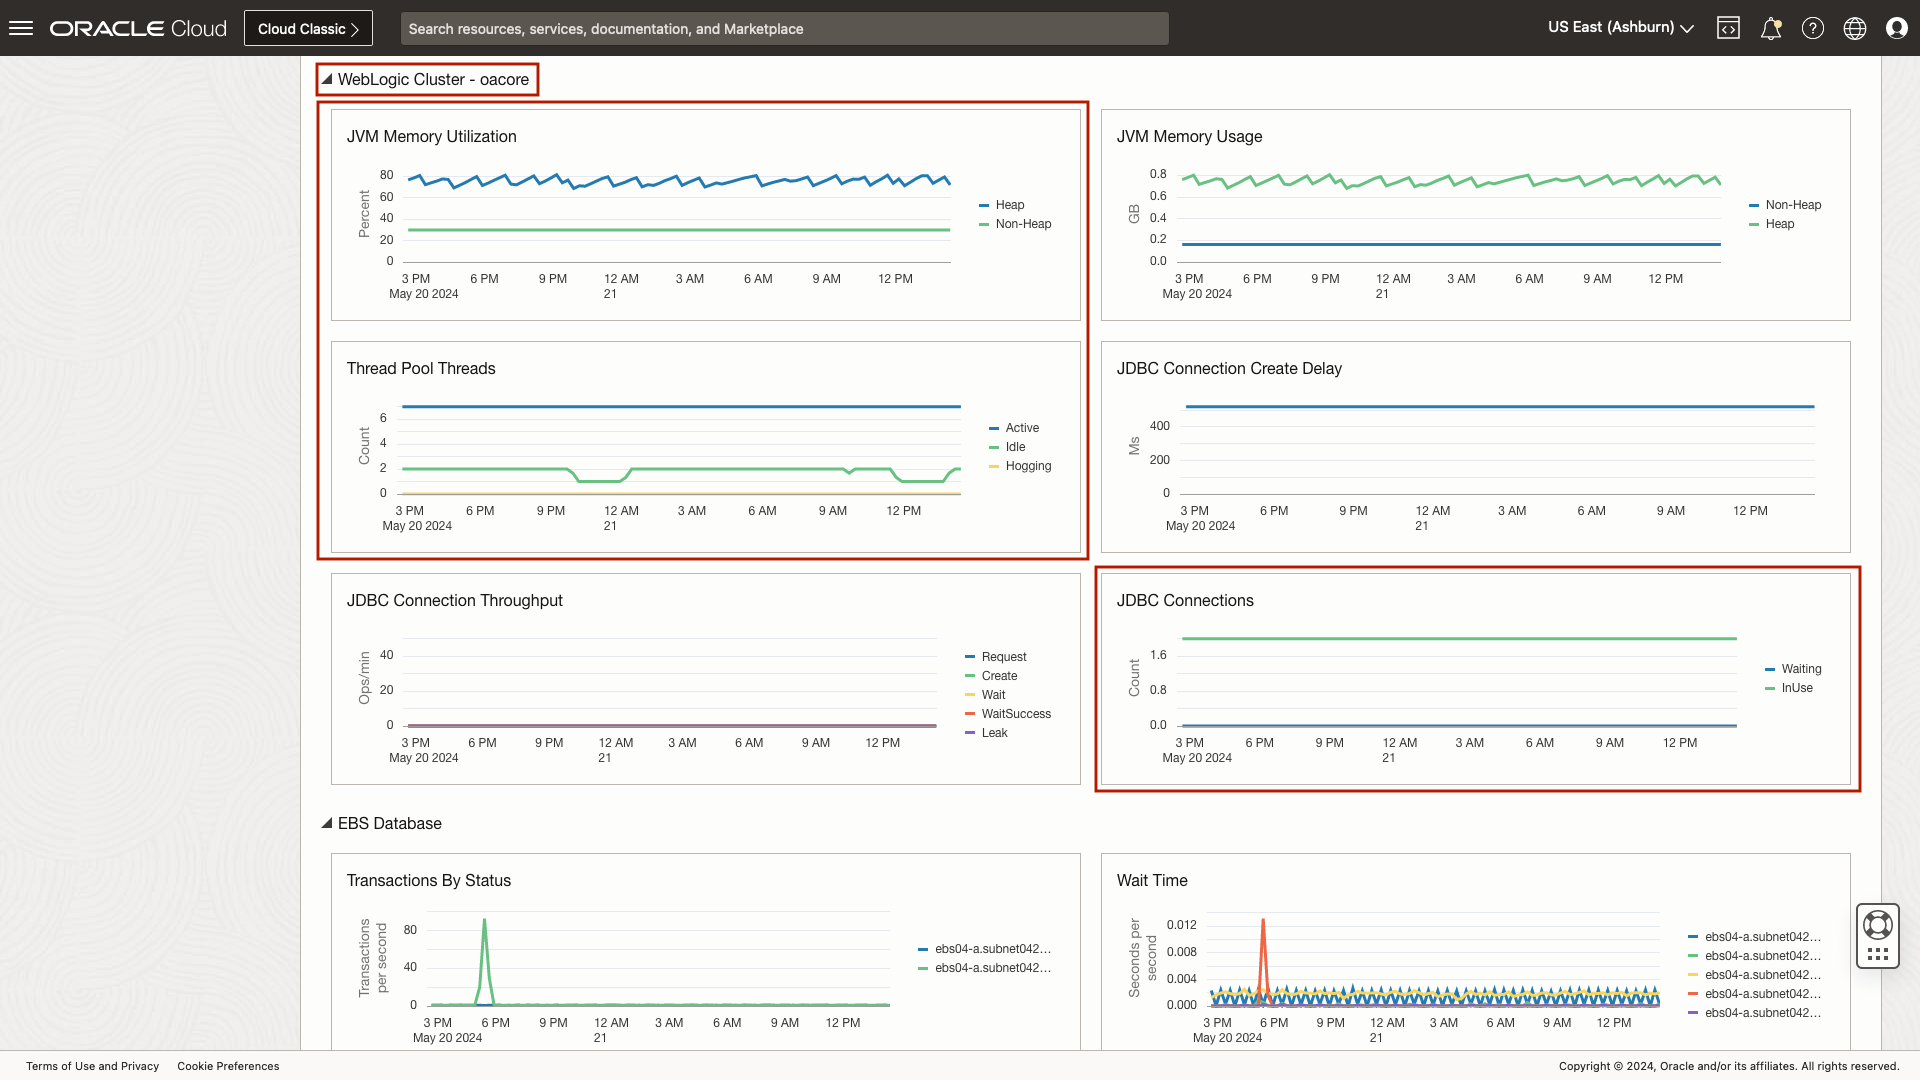 ORACLE Cloud
Cloud Classic
Search resources, services, documentation, and Marketplace
US East (Ashburn)
WebLogic Cluster - oacore
JVM Memory Utilization
Percent
80
60
40
20
0
3 PM 6 PM 9 PM 12 AM 3 AM 6 AM 9 AM 12 PM
May 20 2024 21
Heap
Non-Heap
JVM Memory Usage
GB
0.8
0.6
0.4
0.2
0.0
3 PM 6 PM 9 PM 12 AM 3 AM 6 AM 9 AM 12 PM
May 20 2024 21
Non-Heap
Heap
Thread Pool Threads
Count
6
4
2
0
3 PM 6 PM 9 PM 12 AM 3 AM 6 AM 9 AM 12 PM
May 20 2024 21
Active
Idle
Hogging
JDBC Connection Create Delay
Ms
400
200
0
3 PM 6 PM 9 PM 12 AM 3 AM 6 AM 9 AM 12 PM
May 20 2024 21
JDBC Connection Throughput
Ops/min
40
20
0
3 PM 6 PM 9 PM 12 AM 3 AM 6 AM 9 AM 12 PM
May 20 2024 21
Request
Create
Wait
WaitSuccess
Leak
JDBC Connections
Count
1.6
0.8
0.0
3 PM 6 PM 9 PM 12 AM 3 AM 6 AM 9 AM 12 PM
May 20 2024 21
Waiting
InUse
EBS Database
Transactions By Status
Transactions
per second
80
40
0
3 PM 6 PM 9 PM 12 AM 3 AM 6 AM 9 AM 12 PM
May 20 2024 21
ebs04-a.subnet042...
ebs04-a.subnet042...
Wait Time
Seconds per
second
0.012
0.008
0.004
0.000
3 PM 6 PM 9 PM 12 AM 3 AM 6 AM 9 AM 12 PM
May 20 2024 21
ebs04-a.subnet042...
ebs04-a.subnet042...
ebs04-a.subnet042...
ebs04-a.subnet042...
ebs04-a.subnet042...
Terms of Use and Privacy
Cookie Preferences
Copyright © 2024, Oracle and/or its affiliates. All rights reserved.